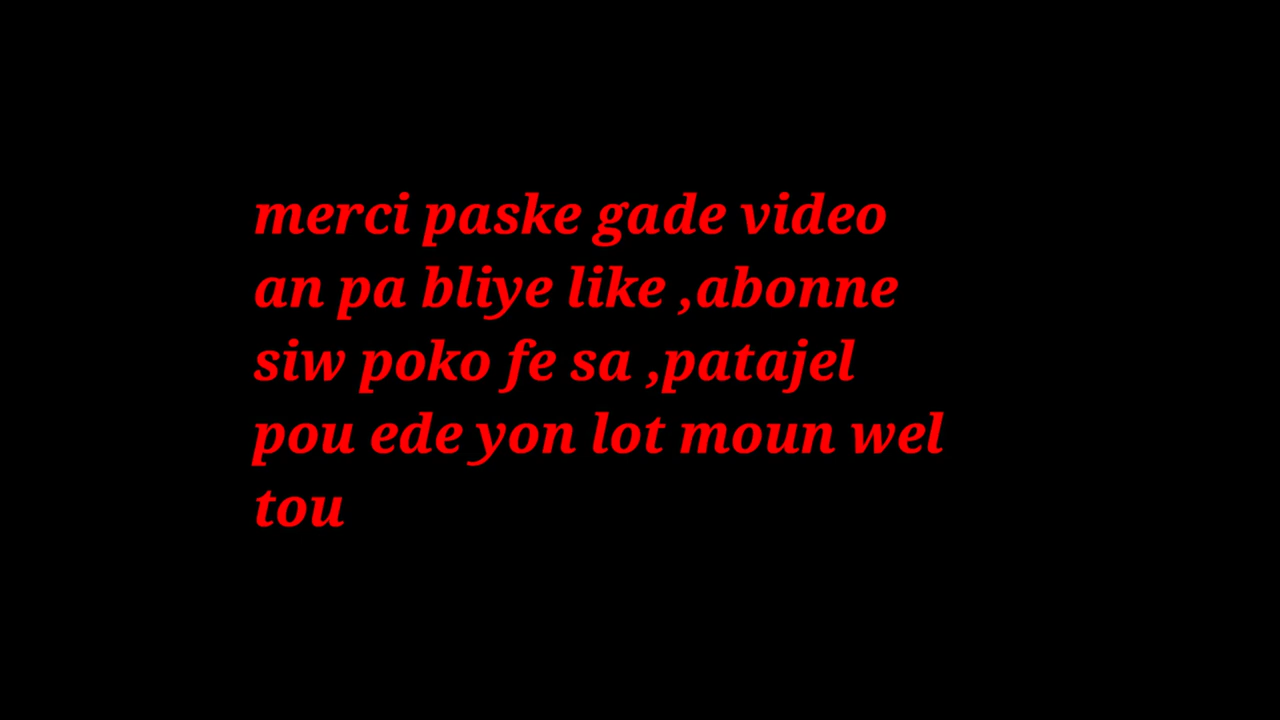 merci paske gade video
an pa bliye like ,abonne
siw poko fe sa ,patajel
pou ede yon lot moun wel
tou